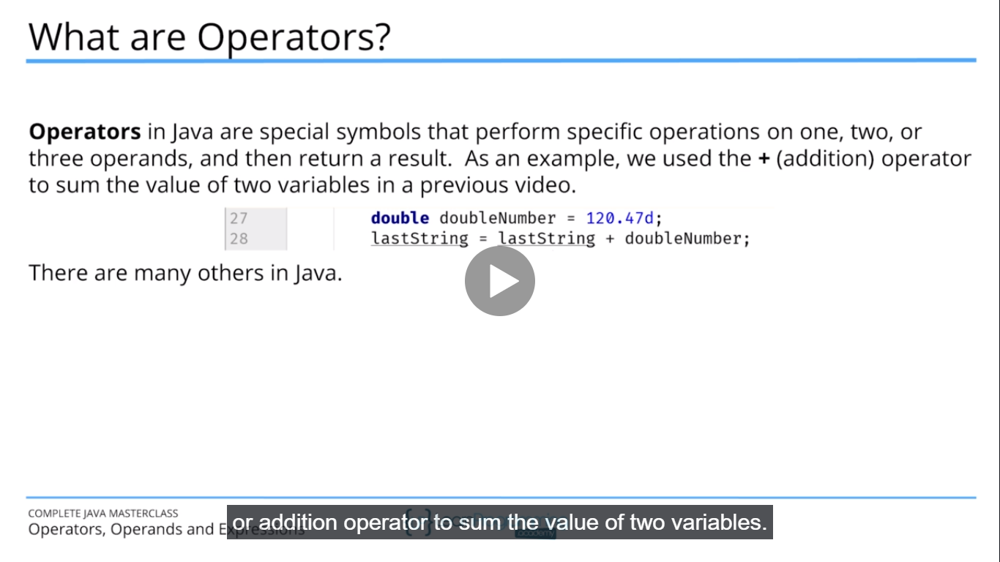 What are Operators?
Operators in Java are special symbols that perform specific operations on one, two, or
three operands, and then return a result. As an example, we used the + (addition) operator
to sum the value of two variables in a previous video.
27 double doubleNumber = 120.47d;
28 lastString = lastString + doubleNumber;
There are many others in Java.
COMPLETE JAVA MASTERCLASS
Operators, Operands and Expressions
or addition operator to sum the value of two variables.